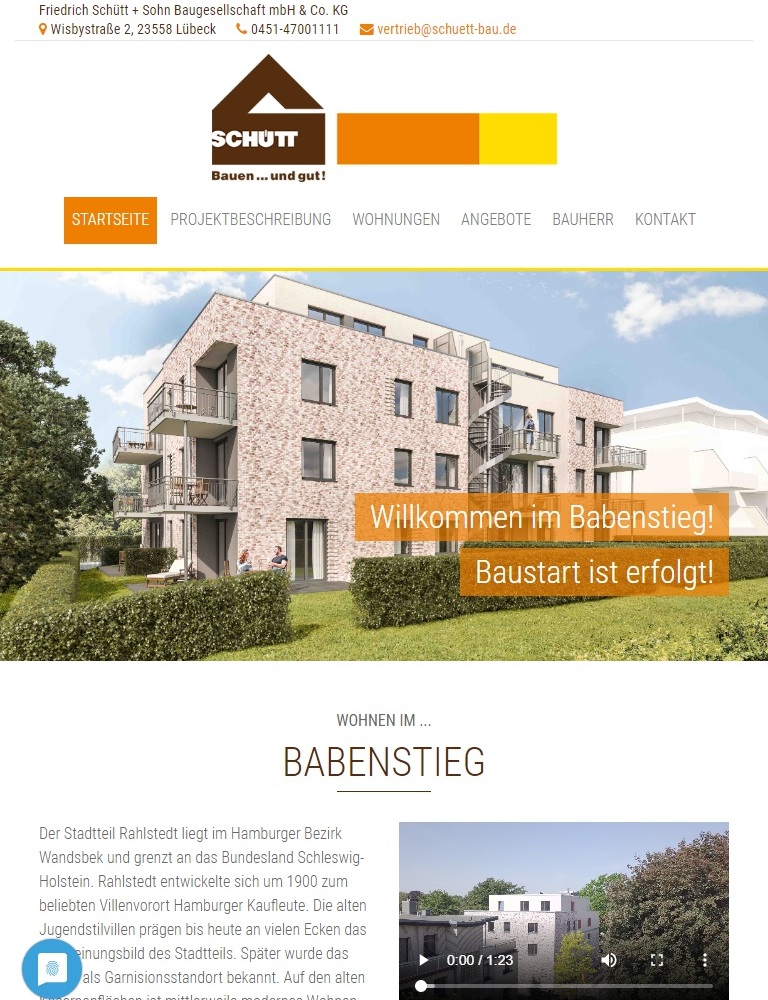 Friedrich Schütt + Sohn Baugesellschaft mbH & Co. KG
Wisbystraße 2, 23558 Lübeck 0451-47001111 vertrieb@schuett-bau.de
SCHÜTT
Bauen ... und gut!
STARTSEITE PROJEKTBESCHREIBUNG WOHNUNGEN ANGEBOTE BAUHERR KONTAKT
Willkommen im Babenstieg!
Baustart ist erfolgt!
WOHNEN IM ...
BABENSTIEG
Der Stadtteil Rahlstedt liegt im Hamburger Bezirk
Wandsbek und grenzt an das Bundesland Schleswig-
Holstein. Rahlstedt entwickelte sich um 1900 zum
beliebten Villenvorort Hamburger Kaufleute. Die alten
Jugendstilvillen prägen bis heute an vielen Ecken das
des Stadtteils. Später wurde das
als Garnisionsstandort bekannt. Auf den alten
ist mittlerweile modernes Wohnen
0:00 / 1:23